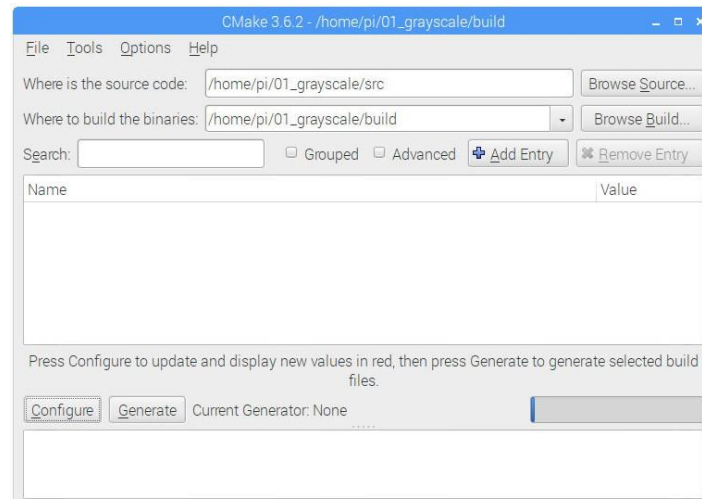 CMake 3.6.2 - /home/pi/01_grayscale/build
File Tools Options Help
Where is the source code: /home/pi/01_grayscale/src Browse Source...
Where to build the binaries: /home/pi/01_grayscale/build Browse Build...
Search: Grouped Advanced Add Entry Remove Entry
Name Value
Press Configure to update and display new values in red, then press Generate to generate selected build
files.
Configure Generate Current Generator: None